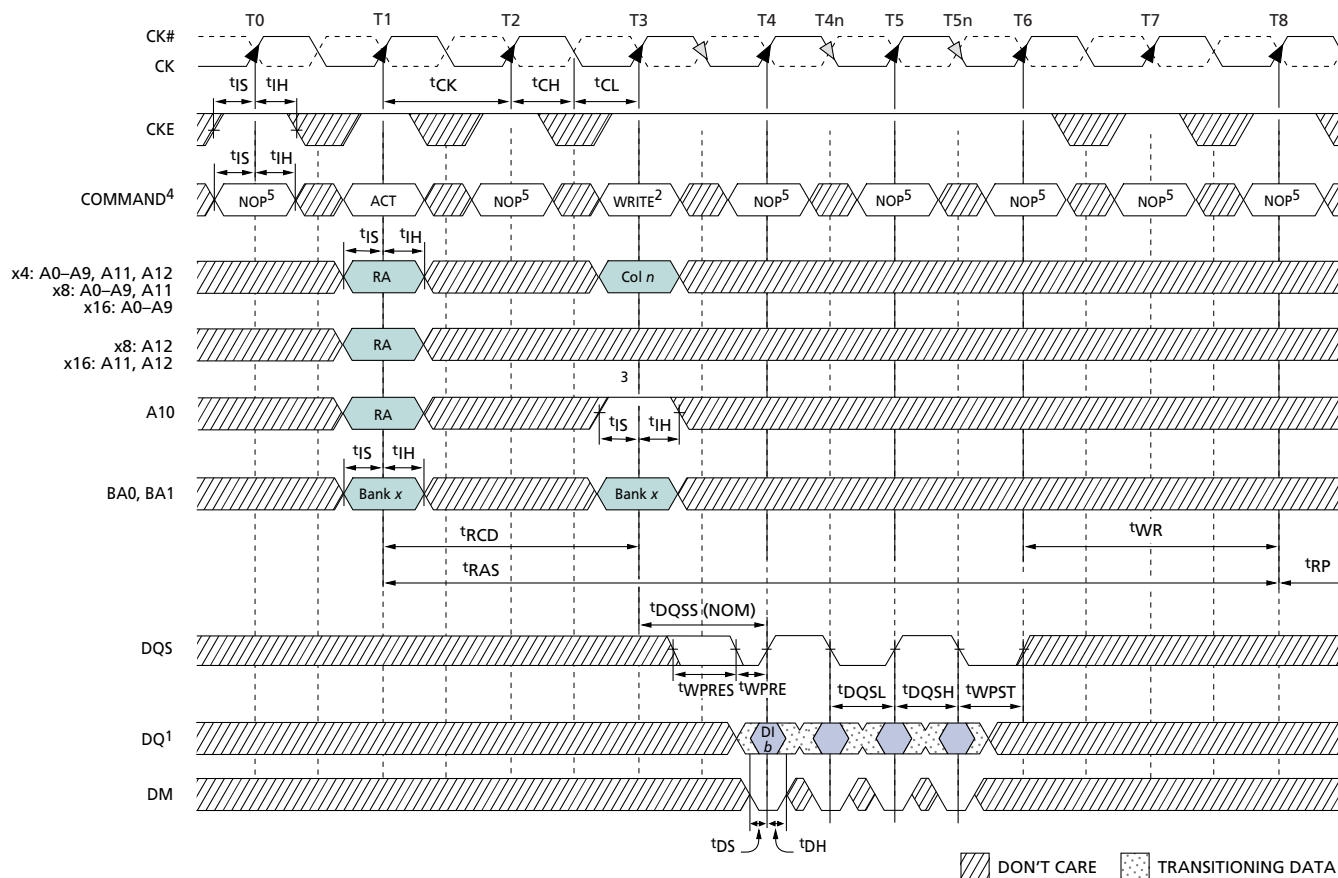 T0 T1 T2 T3 T4 T4n T5 T5n T6 T7 T8
CK#
CK
tIS tIH tCK tCH tCL
CKE
tIS tIH
COMMAND4 NOP5 ACT NOP5 WRITE2 NOP5 NOP5 NOP5 NOP5 NOP5
tIS tIH
x4: A0–A9, A11, A12 RA Col n
x8: A0–A9, A11
x16: A0–A9
x8: A12 RA
x16: A11, A12
3
A10 RA
tIS tIH
tIS tIH
BA0, BA1 Bank x Bank x
tRCD tWR
tRAS tRP
tDQSS (NOM)
DQS
tWPRES tWPRE tDQSL tDQSH tWPST
DQ1 DI
b
DM
tDS tDH
DON'T CARE TRANSITIONING DATA